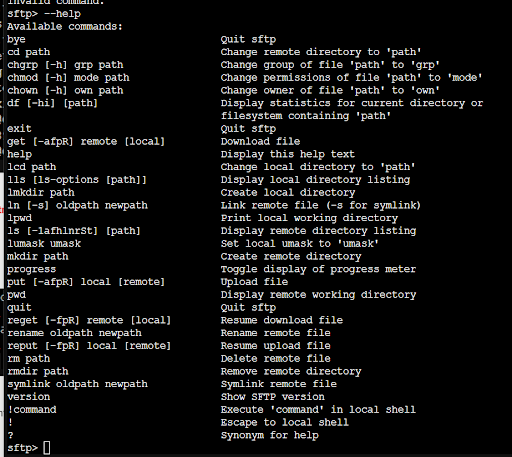 invalid command.
sftp> --help
Available commands:
bye                                Quit sftp
cd path                            Change remote directory to 'path'
chgrp [-h] grp path                Change group of file 'path' to 'grp'
chmod [-h] mode path               Change permissions of file 'path' to 'mode'
chown [-h] own path                Change owner of file 'path' to 'own'
df [-hi] [path]                    Display statistics for current directory or
                                   filesystem containing 'path'
exit                               Quit sftp
get [-afpR] remote [local]         Download file
help                               Display this help text
lcd path                           Change local directory to 'path'
lls [ls-options [path]]            Display local directory listing
lmkdir path                        Create local directory
ln [-s] oldpath newpath            Link remote file (-s for symlink)
lpwd                               Print local working directory
ls [-1afhlnrSt] [path]             Display remote directory listing
lumask umask                       Set local umask to 'umask'
mkdir path                         Create remote directory
progress                           Toggle display of progress meter
put [-afpR] local [remote]         Upload file
pwd                                Display remote working directory
quit                               Quit sftp
reget [-fpR] remote [local]        Resume download file
rename oldpath newpath             Rename remote file
reput [-fpR] local [remote]        Resume upload file
rm path                            Delete remote file
rmdir path                         Remove remote directory
symlink oldpath newpath            Symlink remote file
version                            Show SFTP version
!command                           Execute 'command' in local shell
!                                  Escape to local shell
?                                  Synonym for help
sftp>